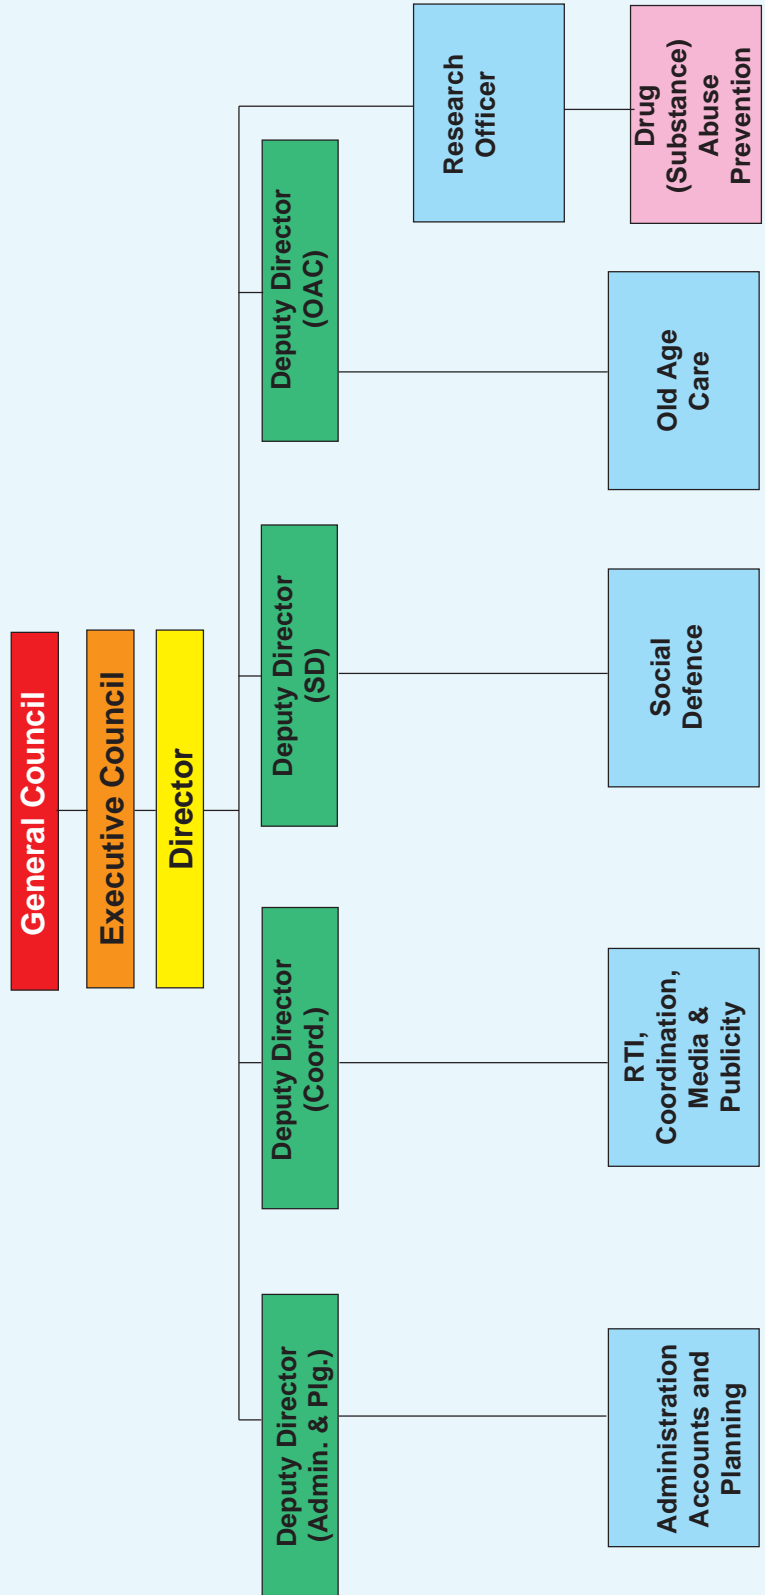 General Council
Executive Council
Director
Deputy Director
(Admin. & Plg.)
Deputy Director
(Coord.)
Deputy Director
(SD)
Deputy Director
(OAC)
Research
Officer
Administration
Accounts and
Planning
RTI,
Coordination,
Media &
Publicity
Social
Defence
Old Age
Care
Drug
(Substance)
Abuse
Prevention